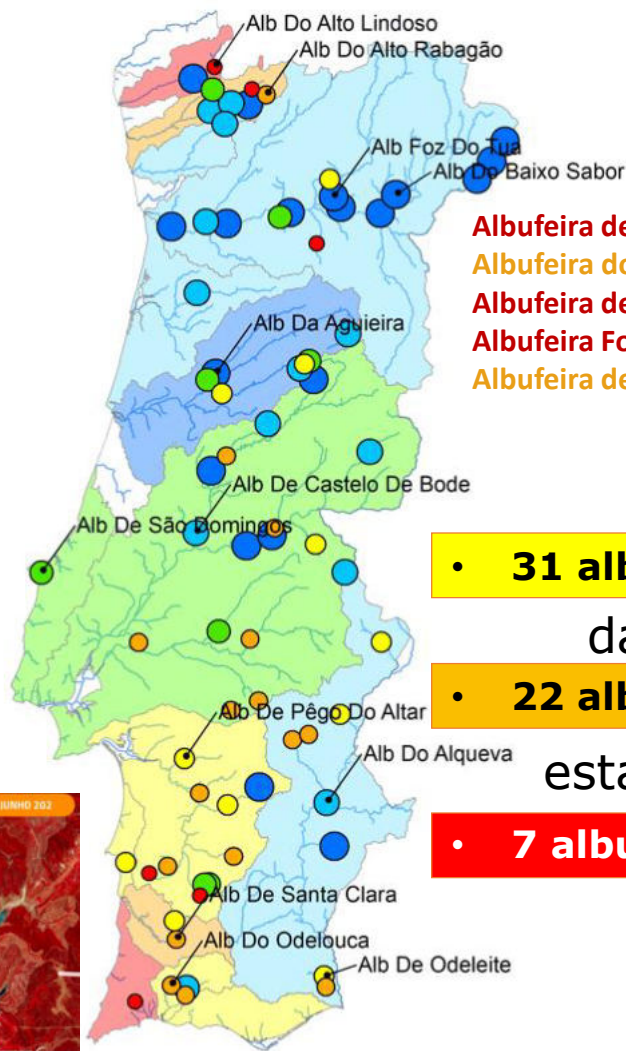 Alb Do Alto Lindoso
Alb Do Alto Rabagão
Alb Foz Do Tua
Alb Do Baixo Sabor
Albufeira de
Albufeira do
Albufeira de
Albufeira Fo
Albufeira de
Alb Da Aguieira
Alb De Castelo De Bode
Alb De São Domingos
• 31 alb
da
• 22 alb
esta
• 7 albu
Alb De Pêgo Do Altar
Alb Do Alqueva
JUNHO 202
Alb De Santa Clara
Alb Do Odelouca
Alb De Odeleite